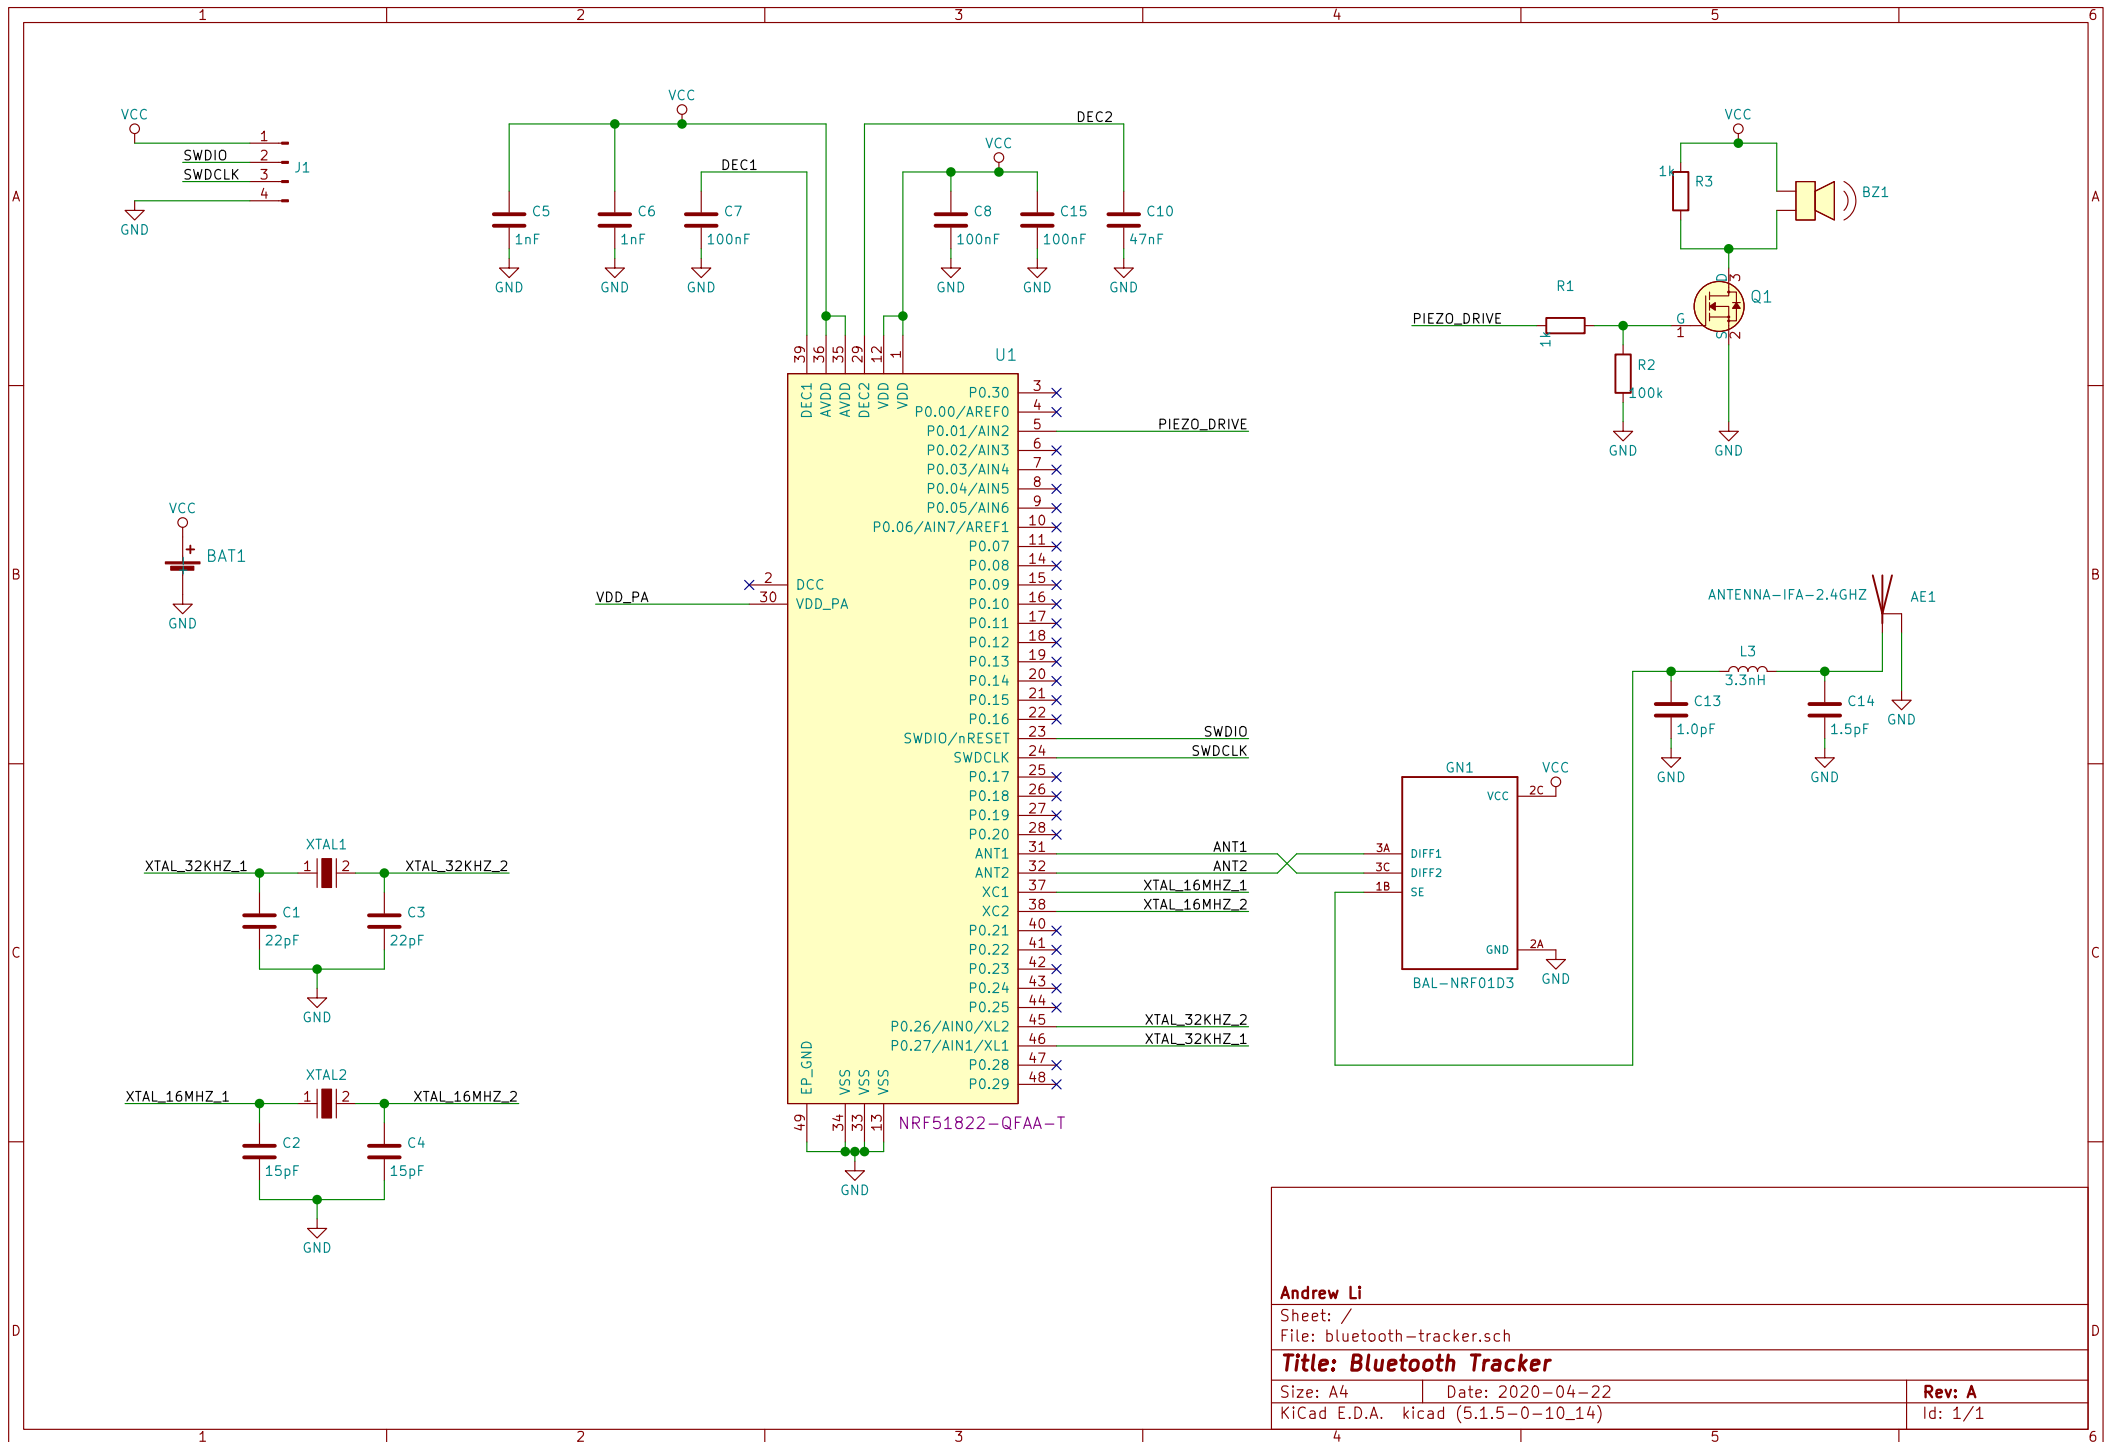 1 2 3 4 5 6
A
B
C
D
A
B
C
D
1 2 3 4 5 6
VCC
1
SWDIO 2
SWDCLK 3
4
J1
GND
VCC
DEC1
C5
1nF
GND
C6
1nF
GND
C7
100nF
GND
DEC2
VCC
C8
100nF
GND
C15
100nF
GND
C10
47nF
GND
VCC
1k
R3
BZ1
R1
1k
PIEZO_DRIVE
G
1
D
3
Q1
S
2
R2
100k
GND
GND
VCC
+
BAT1
GND
U1
39 36 35 29 12 1
DEC1 AVDD AVDD DEC2 VDD VDD
P0.30 3
P0.00/AREF0 4
P0.01/AIN2 5 PIEZO_DRIVE
P0.02/AIN3 6
P0.03/AIN4 7
P0.04/AIN5 8
P0.05/AIN6 9
P0.06/AIN7/AREF1 10
P0.07 11
P0.08 14
2 DCC P0.09 15
VDD_PA 30 VDD_PA P0.10 16
P0.11 17
P0.12 18
P0.13 19
P0.14 20
P0.15 21
P0.16 22
SWDIO/nRESET 23 SWDIO
SWDCLK 24 SWDCLK
P0.17 25
P0.18 26
P0.19 27
P0.20 28
ANT1 31 ANT1
ANT2 32 ANT2
XC1 37 XTAL_16MHZ_1
XC2 38 XTAL_16MHZ_2
P0.21 40
P0.22 41
P0.23 42
P0.24 43
P0.25 44
P0.26/AIN0/XL2 45 XTAL_32KHZ_2
P0.27/AIN1/XL1 46 XTAL_32KHZ_1
P0.28 47
P0.29 48
EP_GND VSS VSS VSS
49 34 33 13
NRF51822-QFAA-T
GND
ANTENNA-IFA-2.4GHZ
AE1
L3
3.3nH
C13
1.0pF
GND
C14
1.5pF
GND
GND
GN1
VCC
VCC 2C
3A DIFF1
3C DIFF2
1B SE
GND 2A
GND
BAL-NRF01D3
XTAL1
XTAL_32KHZ_1 1 2 XTAL_32KHZ_2
C1
22pF
C3
22pF
GND
XTAL2
XTAL_16MHZ_1 1 2 XTAL_16MHZ_2
C2
15pF
C4
15pF
GND
Andrew Li
Sheet: /
File: bluetooth-tracker.sch
Title: Bluetooth Tracker
Size: A4 Date: 2020-04-22 Rev: A
KiCad E.D.A. kicad (5.1.5-0-10_14) Id: 1/1